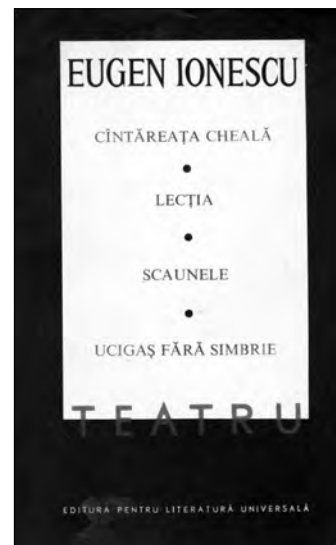 EUGEN IONESCU
CÎNTĂREAȚA CHEALĂ
LECȚIA
SCAUNELE
UCIGAȘ FĂRĂ SIMBRIE
TEATRU
EDITURA PENTRU LITERATURĂ UNIVERSALĂ